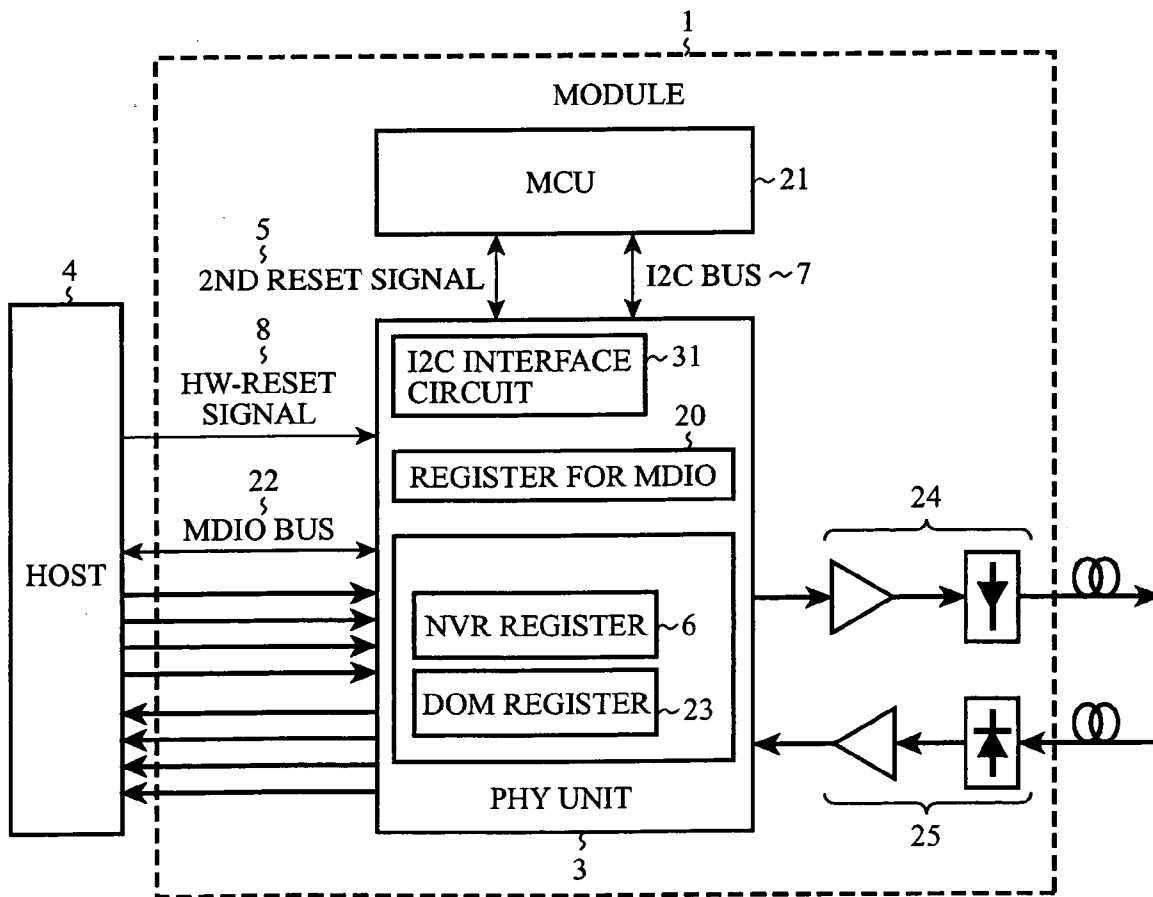 1
MODULE
MCU
21
5
2ND RESET SIGNAL
I2C BUS
7
4
8
HW-RESET
SIGNAL
I2C INTERFACE
CIRCUIT
31
20
REGISTER FOR MDIO
22
MDIO BUS
24
HOST
NVR REGISTER
6
DOM REGISTER
23
PHY UNIT
25
3